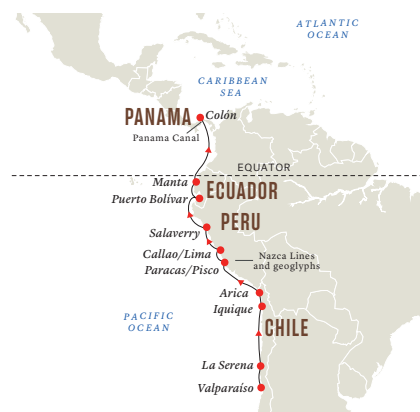 ATLANTIC
OCEAN
CARIBBEAN
SEA
PANAMA
Colón
Panama Canal
EQUATOR
Manta
ECUADOR
Puerto Bolívar
PERU
Salaverry
Callao/Lima
Nazca Lines
and geoglyphs
Paracas/Pisco
Arica
Iquique
PACIFIC
OCEAN
CHILE
La Serena
Valparaíso